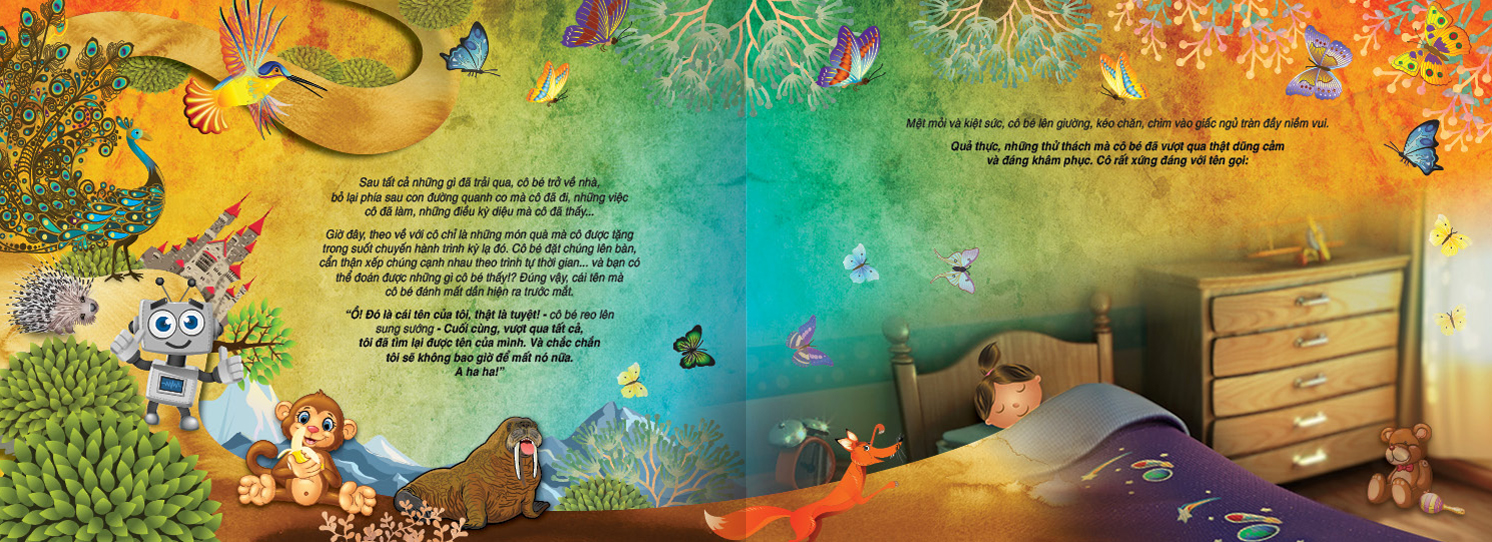 Sau tất cả những gì đã trải qua, cô bé trở về nhà,
bỏ lại phía sau con đường quanh co mà cô đã đi, những việc
cô đã làm, những điều kỳ diệu mà cô đã thấy...
Giờ đây, theo về với cô chỉ là những món quà mà cô được tặng
trong suốt chuyến hành trình kỳ lạ đó. Cô bé đặt chúng lên bàn,
cẩn thận xếp chúng cạnh nhau theo trình tự thời gian... và bạn có
thể đoán được những gì cô bé thấy!? Đúng vậy, cái tên mà
cô bé đánh mất dần hiện ra trước mắt.
“Ồ! Đó là cái tên của tôi, thật là tuyệt! - cô bé reo lên
sung sướng - Cuối cùng, vượt qua tất cả,
tôi đã tìm lại được tên của mình. Và chắc chắn
tôi sẽ không bao giờ để mất nó nữa.
A ha ha!”
Mệt mỏi và kiệt sức, cô bé lên giường, kéo chăn, chìm vào giấc ngủ tràn đầy niềm vui.
Quả thực, những thử thách mà cô bé đã vượt qua thật dũng cảm
và đáng khâm phục. Cô rất xứng đáng với tên gọi: